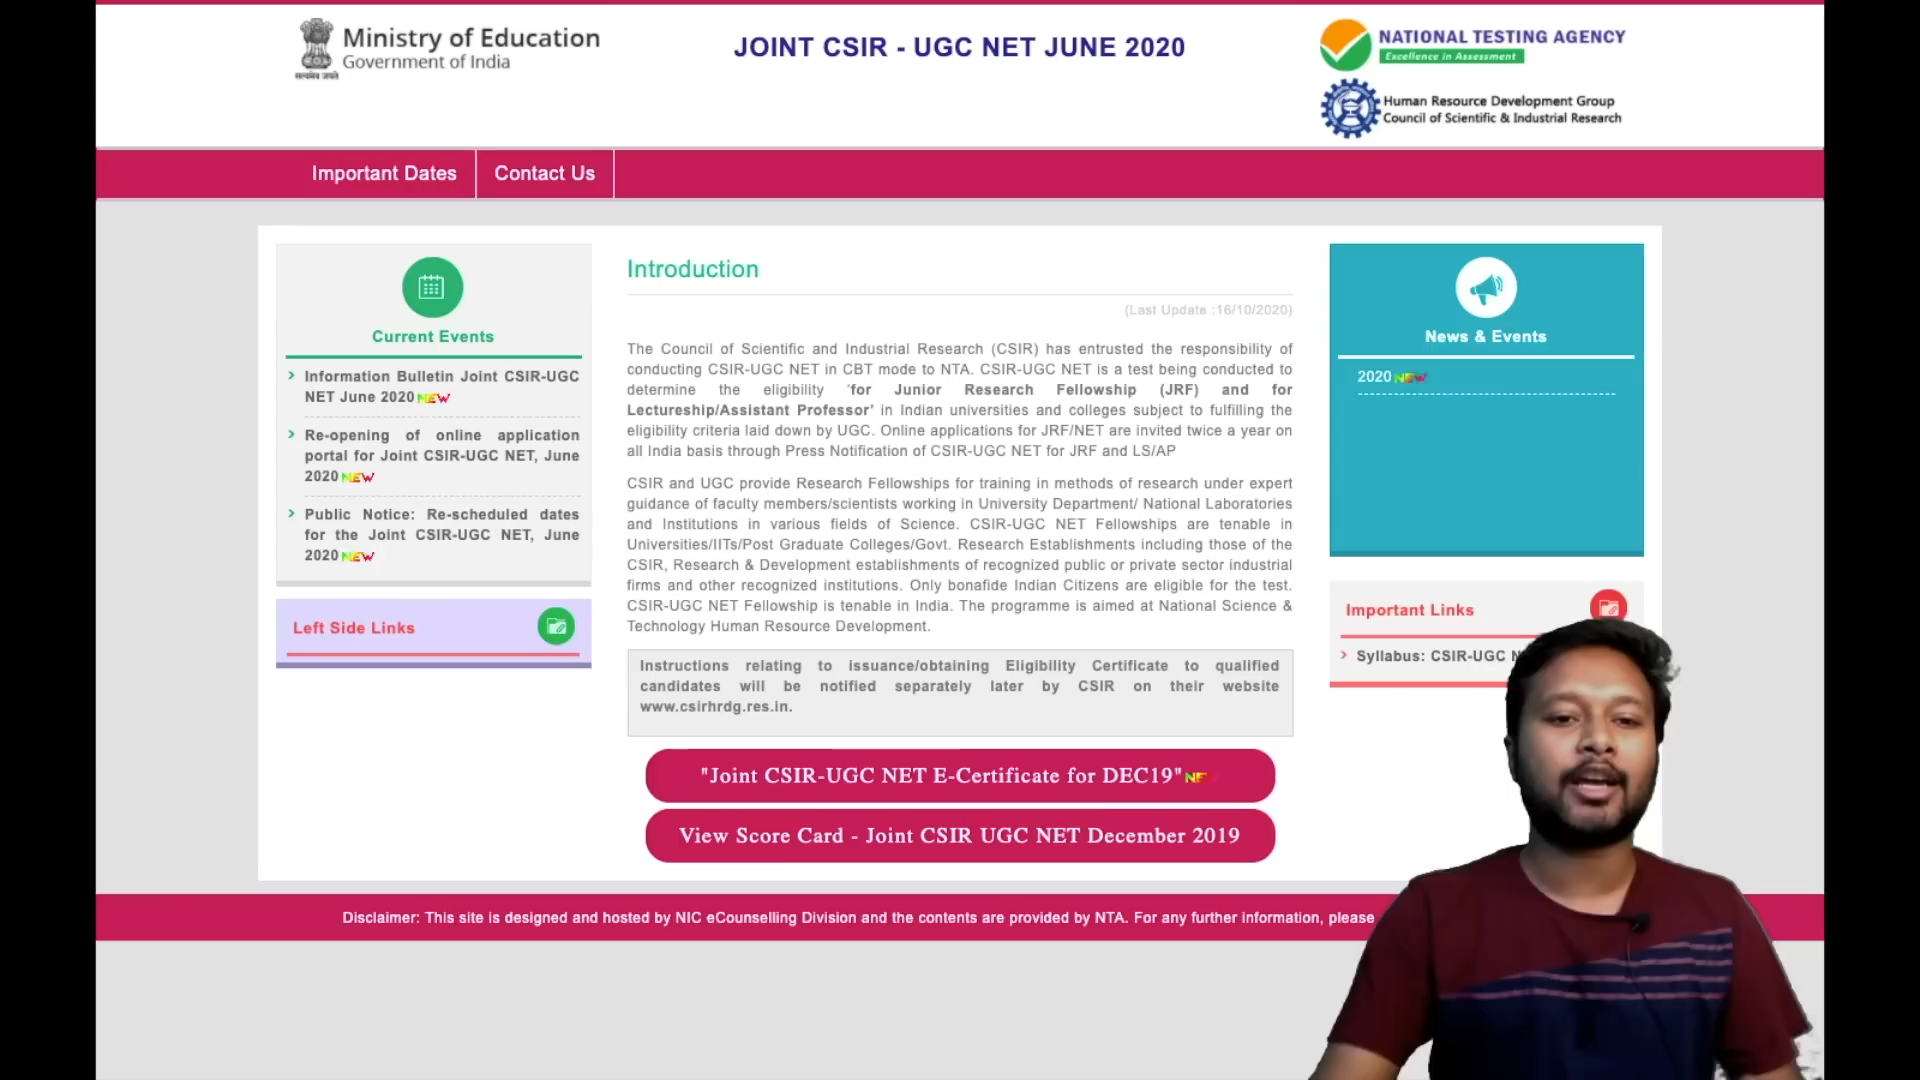 Ministry of Education
Government of India
सत्यमेव जयते
JOINT CSIR - UGC NET JUNE 2020
NATIONAL TESTING AGENCY
Excellence in Assessment
Human Resource Development Group
Council of Scientific & Industrial Research
Important Dates
Contact Us
Current Events
Information Bulletin Joint CSIR-UGC
NET June 2020 NEW
Re-opening of online application
portal for Joint CSIR-UGC NET, June
2020 NEW
Public Notice: Re-scheduled dates
for the Joint CSIR-UGC NET, June
2020 NEW
Left Side Links
Introduction
(Last Update :16/10/2020)
The Council of Scientific and Industrial Research (CSIR) has entrusted the responsibility of
conducting CSIR-UGC NET in CBT mode to NTA. CSIR-UGC NET is a test being conducted to
determine the eligibility 'for Junior Research Fellowship (JRF) and for
Lectureship/Assistant Professor' in Indian universities and colleges subject to fulfilling the
eligibility criteria laid down by UGC. Online applications for JRF/NET are invited twice a year on
all India basis through Press Notification of CSIR-UGC NET for JRF and LS/AP
CSIR and UGC provide Research Fellowships for training in methods of research under expert
guidance of faculty members/scientists working in University Department/ National Laboratories
and Institutions in various fields of Science. CSIR-UGC NET Fellowships are tenable in
Universities/IITs/Post Graduate Colleges/Govt. Research Establishments including those of the
CSIR, Research & Development establishments of recognized public or private sector industrial
firms and other recognized institutions. Only bonafide Indian Citizens are eligible for the test.
CSIR-UGC NET Fellowship is tenable in India. The programme is aimed at National Science &
Technology Human Resource Development.
Instructions relating to issuance/obtaining Eligibility Certificate to qualified
candidates will be notified separately later by CSIR on their website
www.csirhrdg.res.in.
"Joint CSIR-UGC NET E-Certificate for DEC19"
View Score Card - Joint CSIR UGC NET December 2019
News & Events
2020 NEW
Important Links
Syllabus: CSIR-UGC
Disclaimer: This site is designed and hosted by NIC eCounselling Division and the contents are provided by NTA. For any further information, please